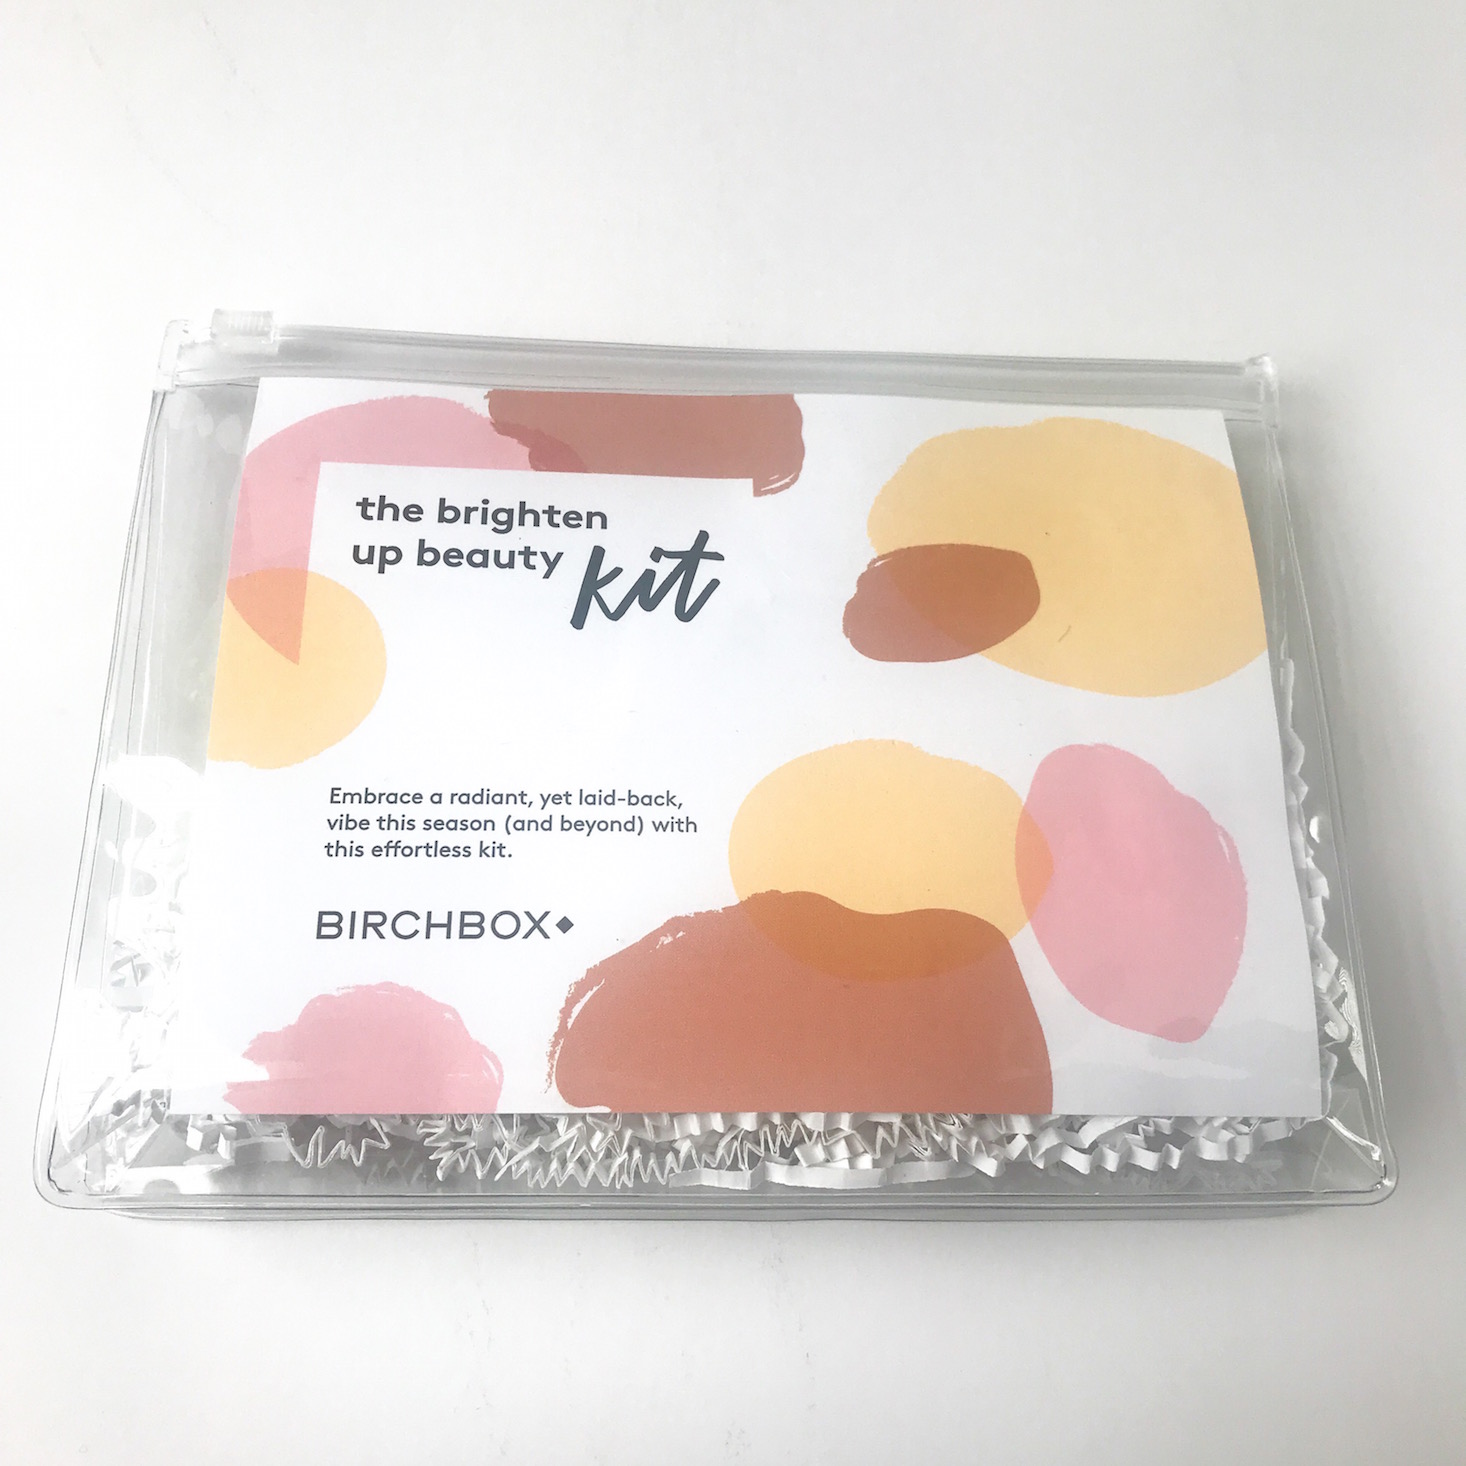 the brighten
up beauty kit
Embrace a radiant, yet laid-back,
vibe this season (and beyond) with
this effortless kit.
BIRCHBOX◆